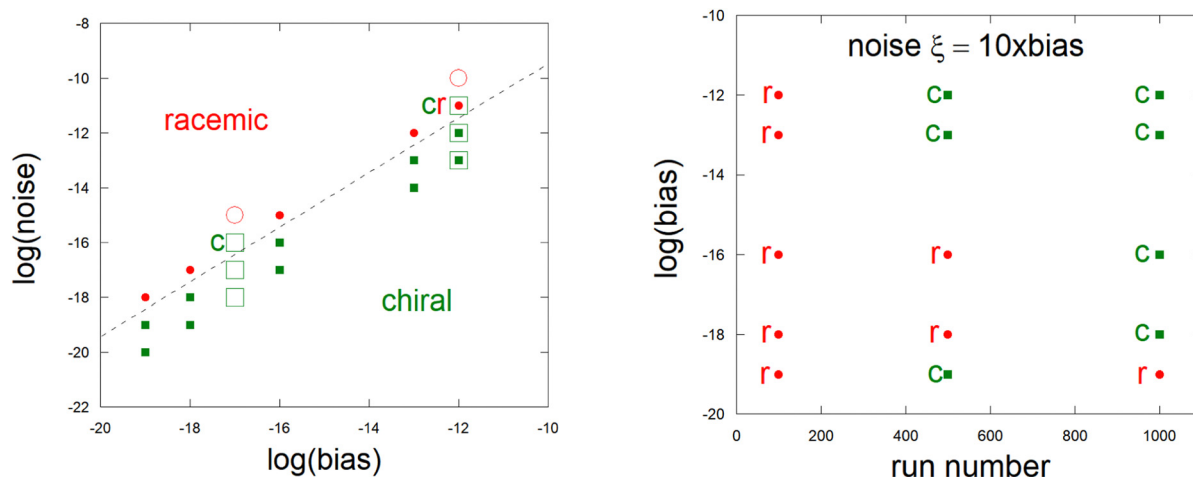 -8
-10
-12
-14
-16
-18
-20
-22
log(noise)
racemic
cr
c
chiral
-20
-18
-16
-14
-12
-10
log(bias)
-10
-12
-14
-16
-18
-20
log(bias)
noise ξ = 10xbias
r c c
r c c
r r c
r r c
r c r
0
200
400
600
800
1000
run number